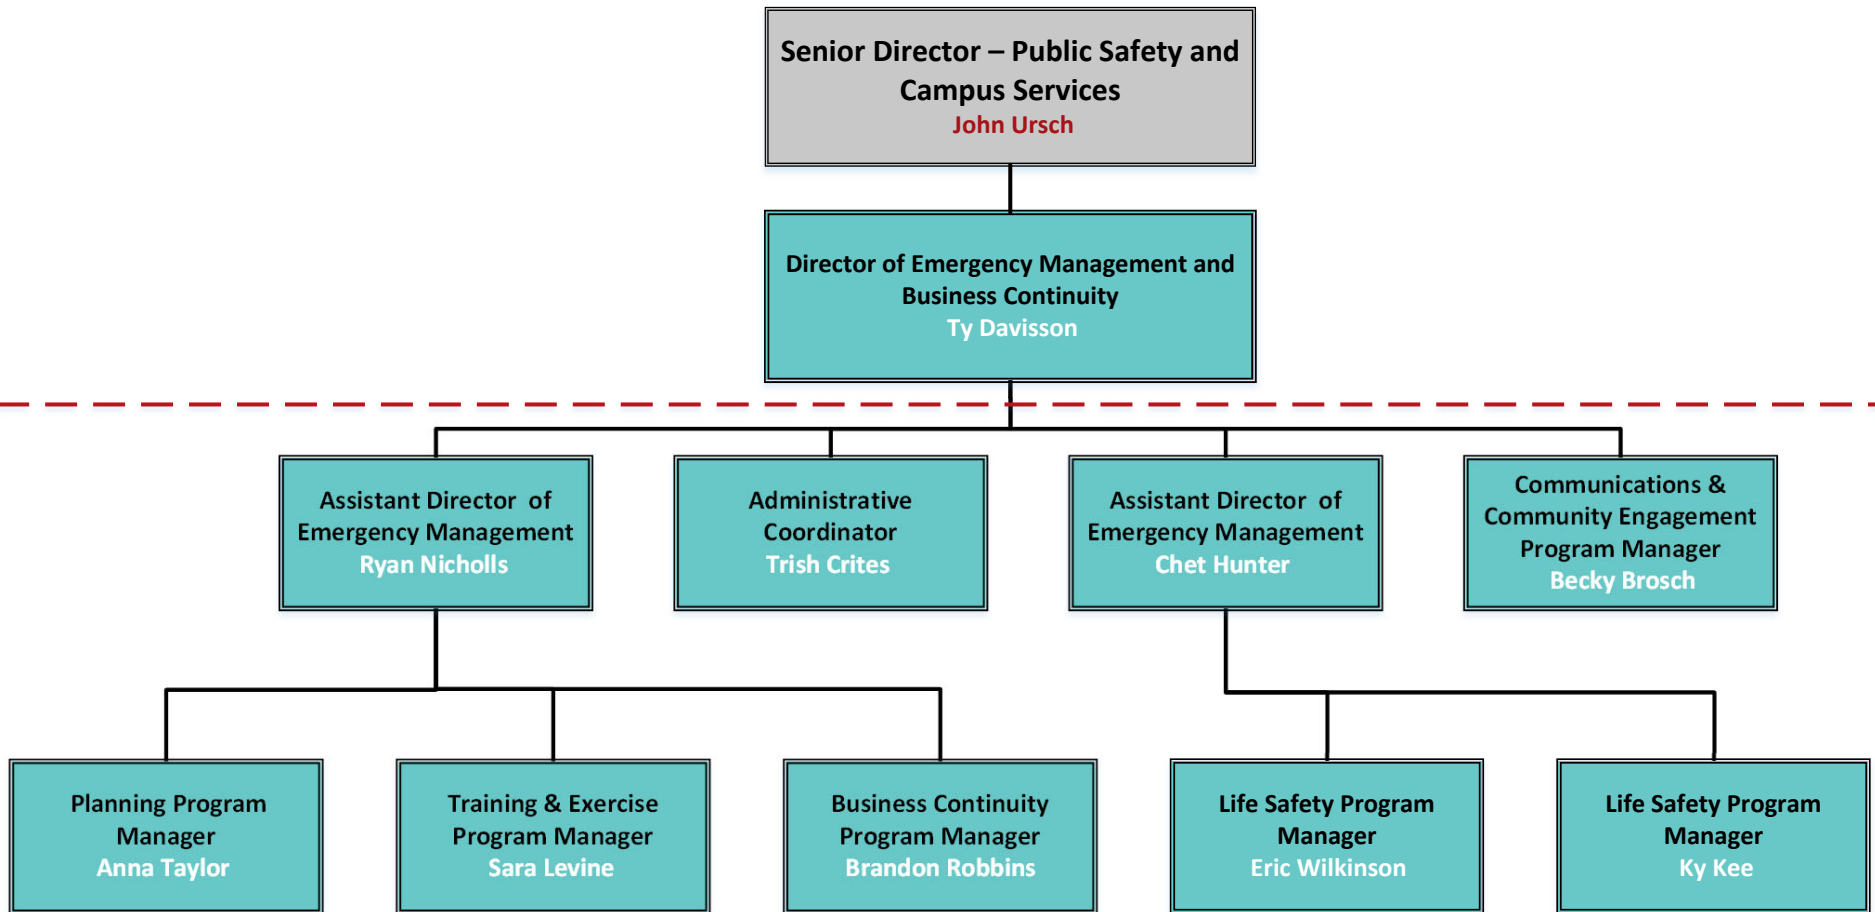 Senior Director – Public Safety and
Campus Services
John Ursch
Director of Emergency Management and
Business Continuity
Ty Davisson
Assistant Director of
Emergency Management
Ryan Nicholls
Administrative
Coordinator
Trish Crites
Assistant Director of
Emergency Management
Chet Hunter
Communications &
Community Engagement
Program Manager
Becky Brosch
Planning Program
Manager
Anna Taylor
Training & Exercise
Program Manager
Sara Levine
Business Continuity
Program Manager
Brandon Robbins
Life Safety Program
Manager
Eric Wilkinson
Life Safety Program
Manager
Ky Kee